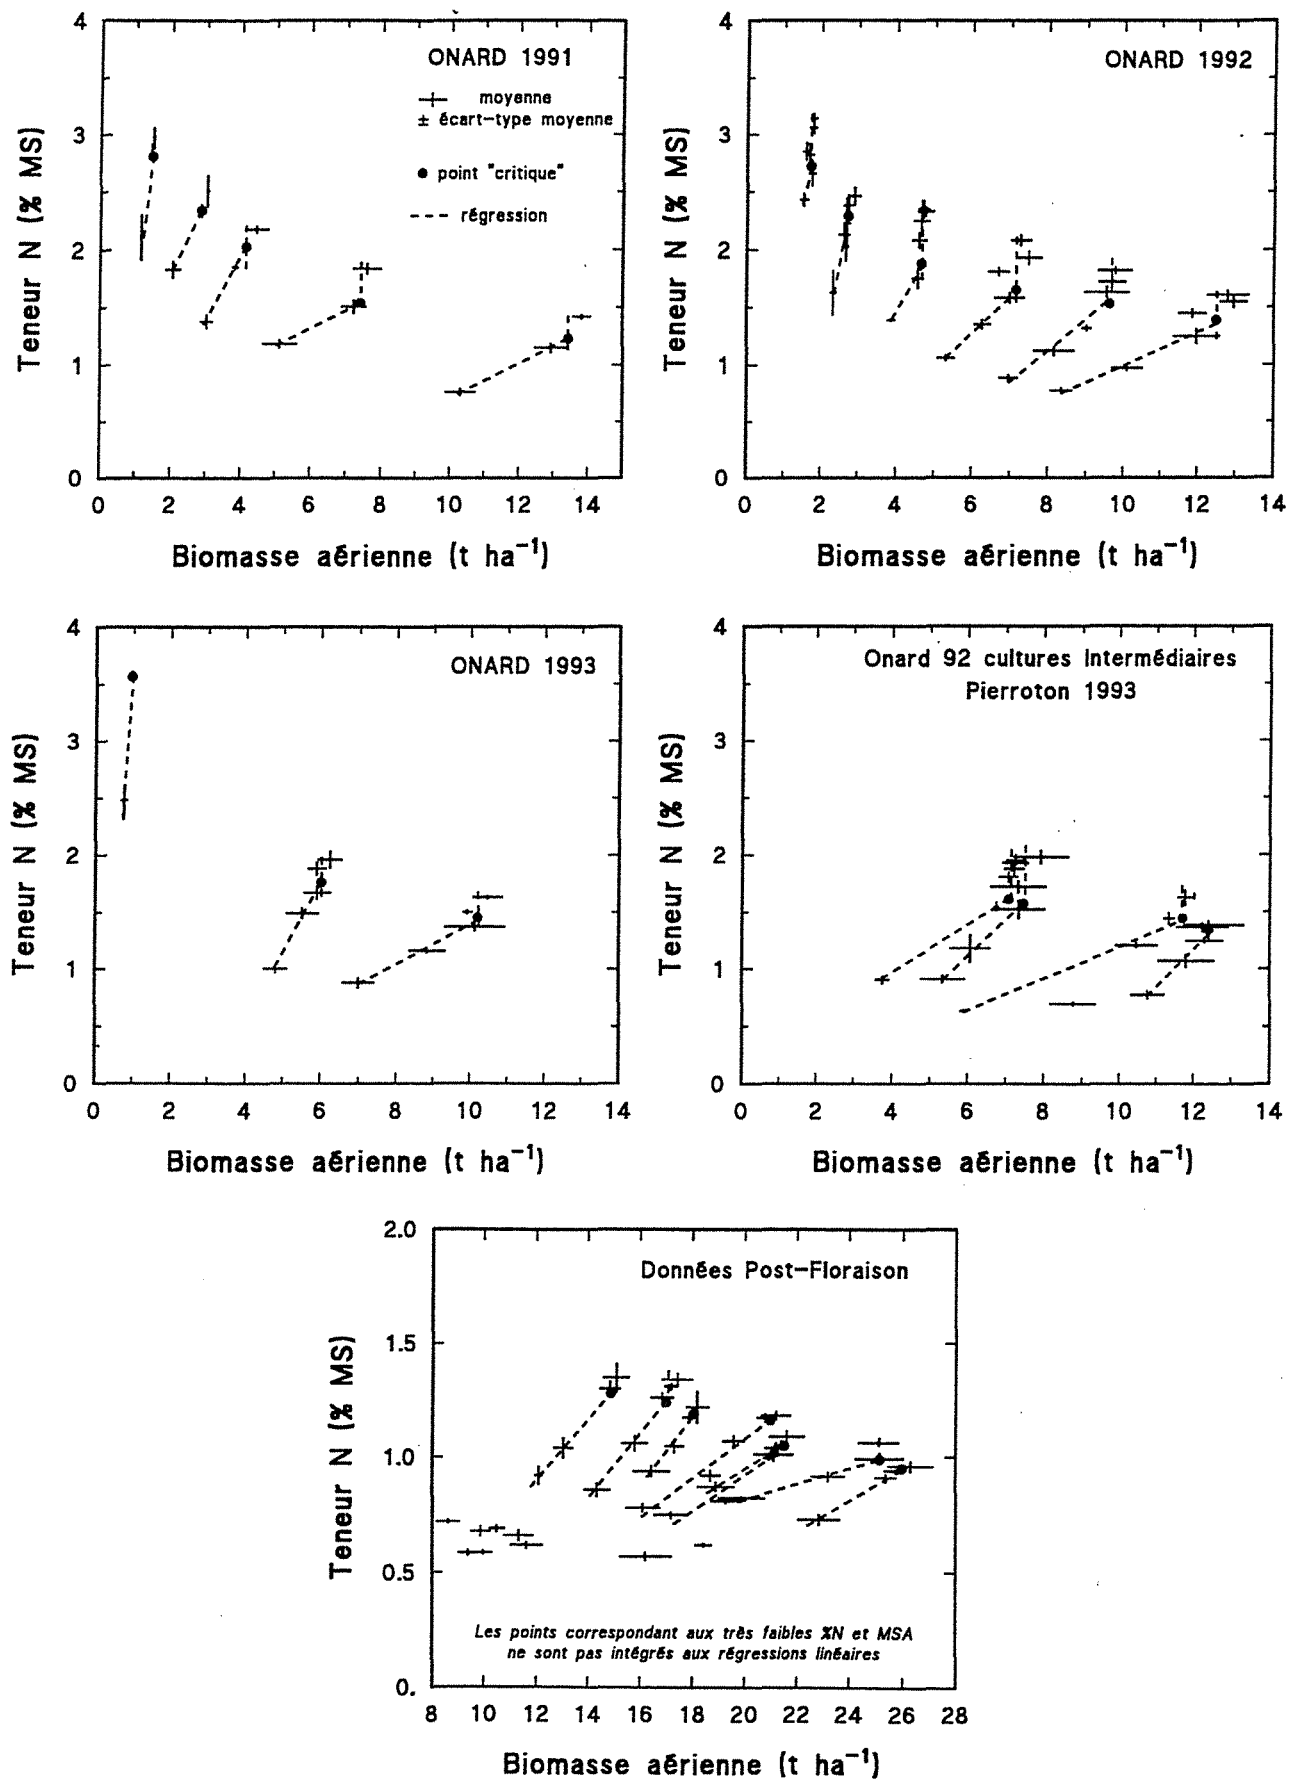 4
3
2
1
0
Teneur N (% MS)
ONARD 1991
moyenne
± écart-type moyenne
point "critique"
régression
0 2 4 6 8 10 12 14
Biomasse aérienne (t ha⁻¹)
4
3
2
1
0
Teneur N (% MS)
ONARD 1992
0 2 4 6 8 10 12 14
Biomasse aérienne (t ha⁻¹)
4
3
2
1
0
Teneur N (% MS)
ONARD 1993
0 2 4 6 8 10 12 14
Biomasse aérienne (t ha⁻¹)
4
3
2
1
0
Teneur N (% MS)
Onard 92 cultures Intermédiaires
Pierroton 1993
0 2 4 6 8 10 12 14
Biomasse aérienne (t ha⁻¹)
2.0
1.5
1.0
0.5
0.
Teneur N (% MS)
Données Post-Floraison
Les points correspondant aux très faibles %N et MSA
ne sont pas intégrés aux régressions linéaires
8 10 12 14 16 18 20 22 24 26 28
Biomasse aérienne (t ha⁻¹)